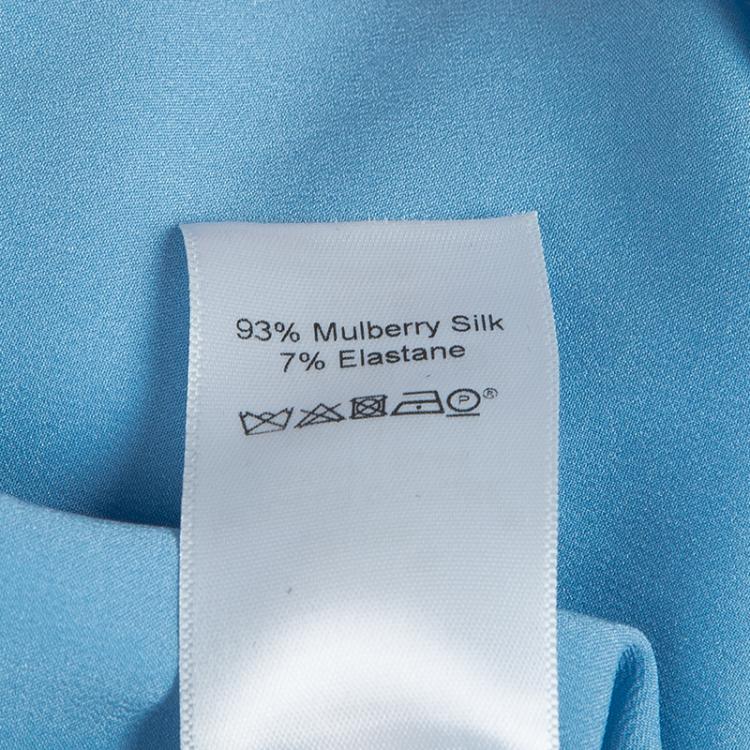 93% Mulberry Silk
7% Elastane
P®